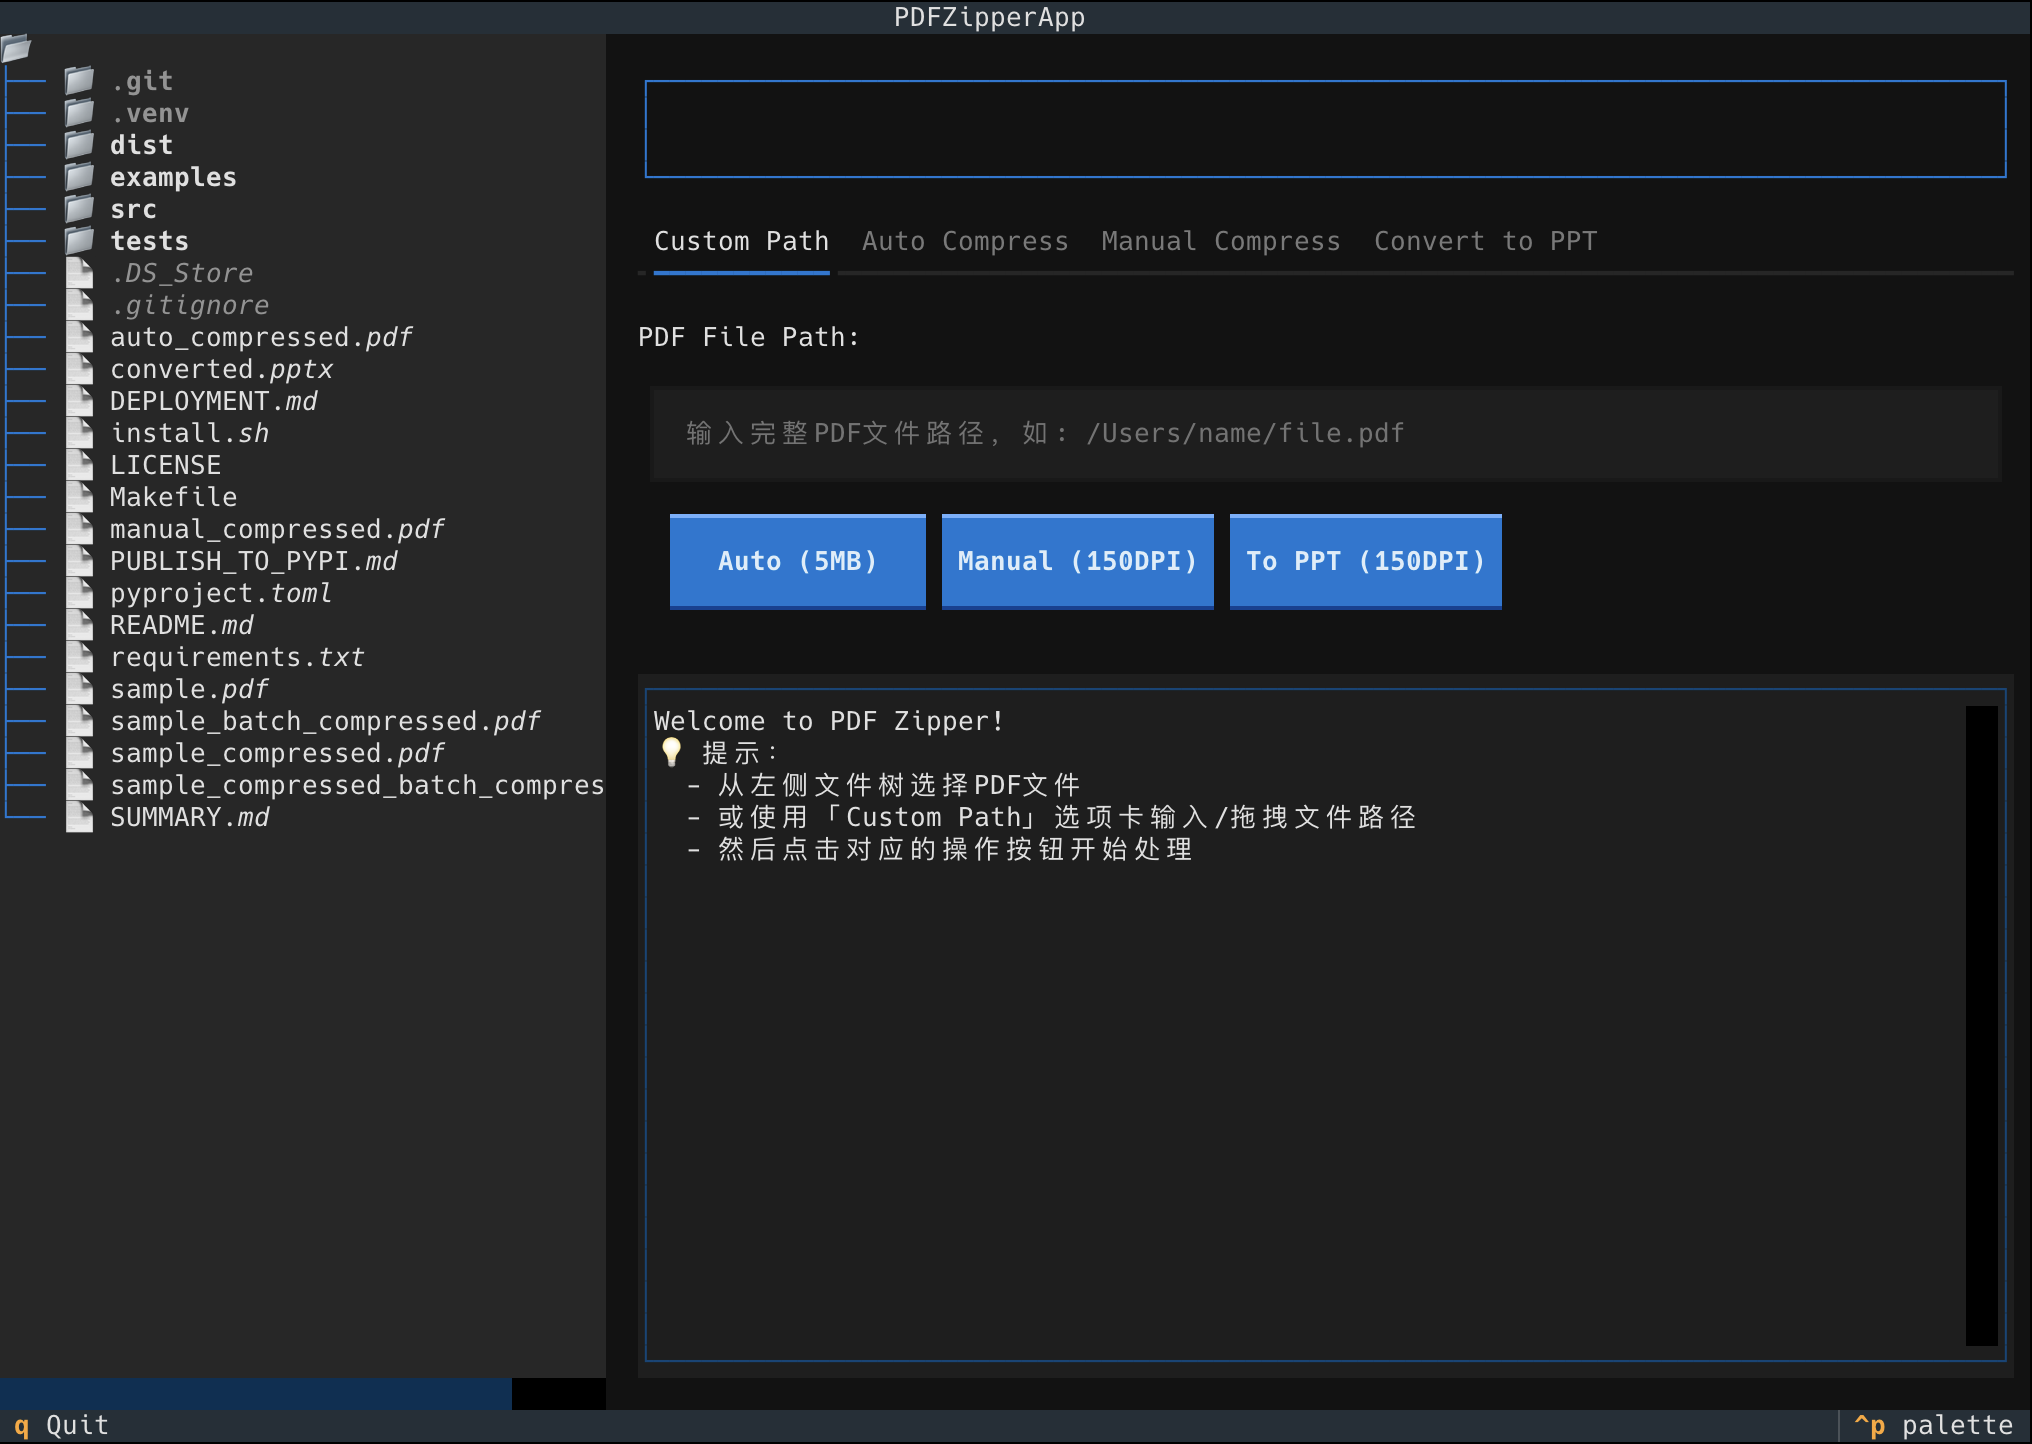 PDFZipperApp
.git
.venv
dist
examples
src
tests
.DS_Store
.gitignore
auto_compressed.pdf
converted.pptx
DEPLOYMENT.md
install.sh
LICENSE
Makefile
manual_compressed.pdf
PUBLISH_TO_PYPI.md
pyproject.toml
README.md
requirements.txt
sample.pdf
sample_batch_compressed.pdf
sample_compressed.pdf
sample_compressed_batch_compres
SUMMARY.md
Custom Path Auto Compress Manual Compress Convert to PPT
PDF File Path:
输入完整PDF文件路径，如：/Users/name/file.pdf
Auto (5MB) Manual (150DPI) To PPT (150DPI)
Welcome to PDF Zipper!
💡 提示：
- 从左侧文件树选择PDF文件
- 或使用「Custom Path」选项卡输入/拖拽文件路径
- 然后点击对应的操作按钮开始处理
q Quit ^p palette